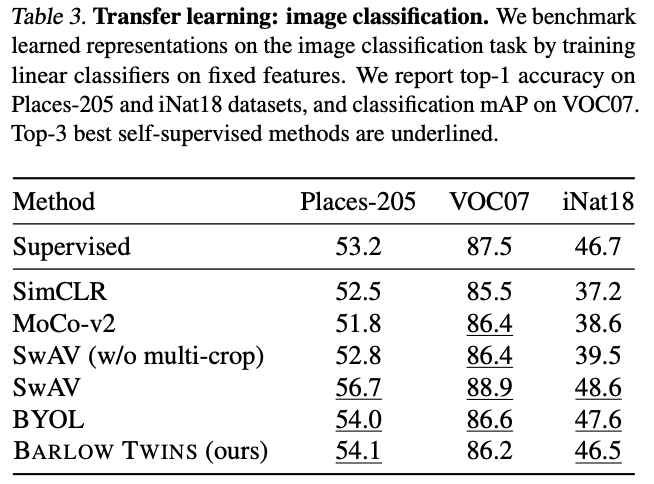 Table 3. Transfer learning: image classification. We benchmark
learned representations on the image classification task by training
linear classifiers on fixed features. We report top-1 accuracy on
Places-205 and iNat18 datasets, and classification mAP on VOC07.
Top-3 best self-supervised methods are underlined.
Method Places-205 VOC07 iNat18
Supervised 53.2 87.5 46.7
SimCLR 52.5 85.5 37.2
MoCo-v2 51.8 86.4 38.6
SwAV (w/o multi-crop) 52.8 86.4 39.5
SwAV 56.7 88.9 48.6
BYOL 54.0 86.6 47.6
BARLOW TWINS (ours) 54.1 86.2 46.5